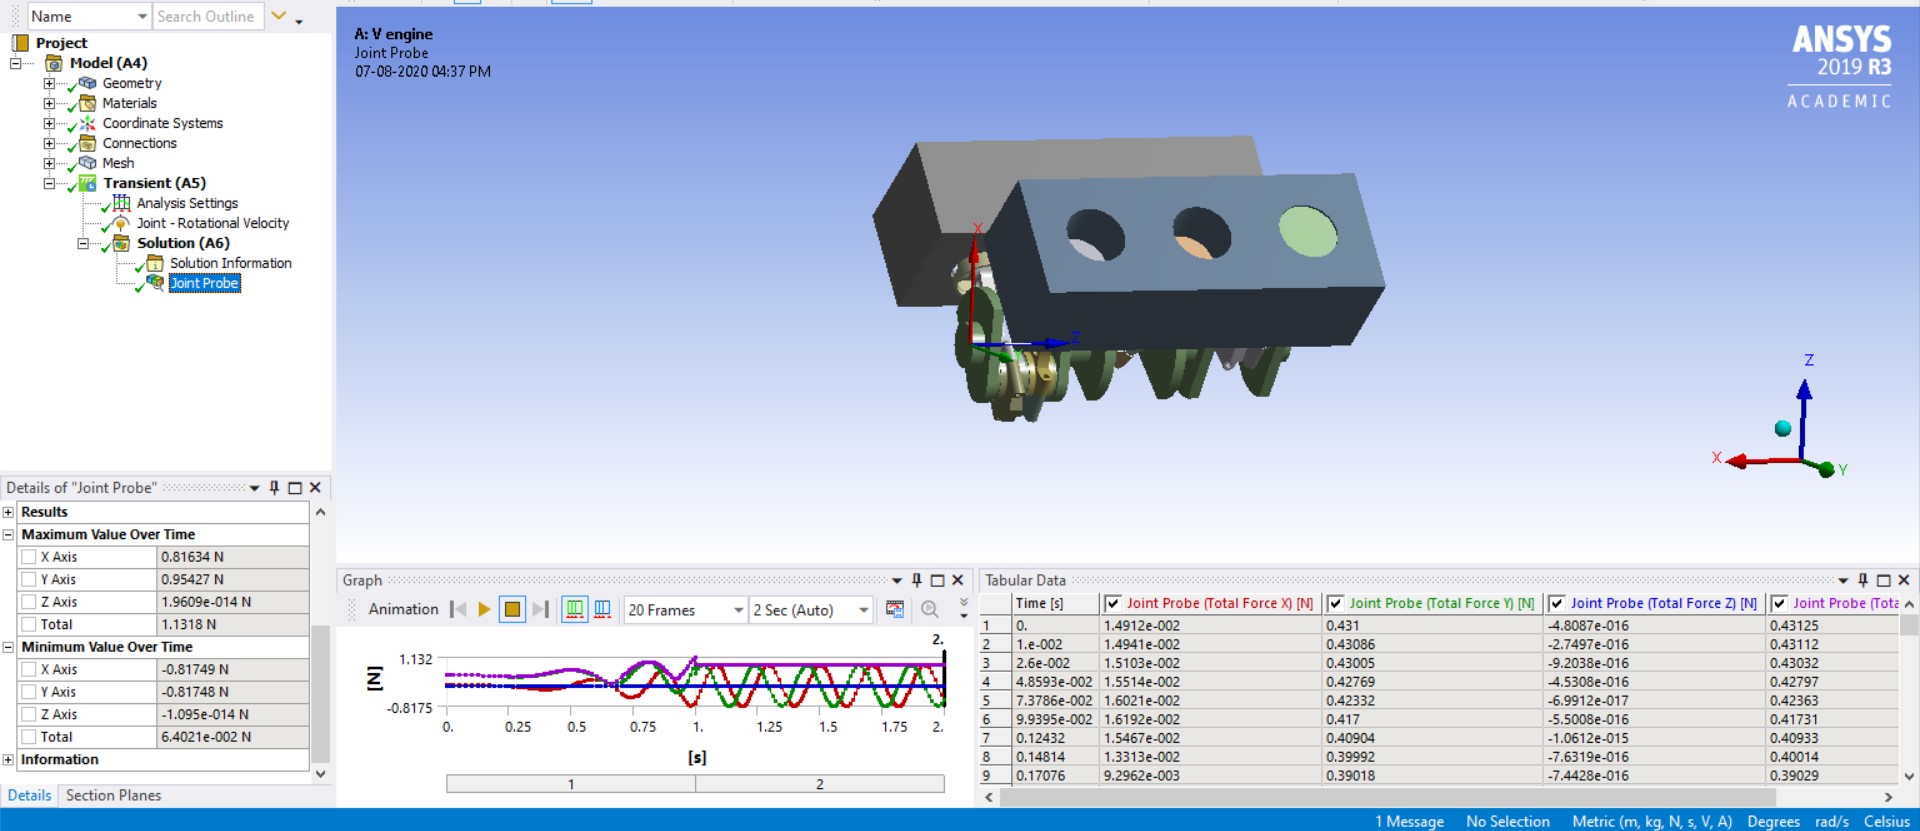 Name
Search Outline
Project
Model (A4)
Geometry
Materials
Coordinate Systems
Connections
Mesh
Transient (A5)
Analysis Settings
Joint - Rotational Velocity
Solution (A6)
Solution Information
Joint Probe
Details of "Joint Probe"
Results
Maximum Value Over Time
X Axis 0.81634 N
Y Axis 0.95427 N
Z Axis 1.9609e-014 N
Total 1.1318 N
Minimum Value Over Time
X Axis -0.81749 N
Y Axis -0.81748 N
Z Axis -1.095e-014 N
Total 6.4021e-002 N
Information
Details Section Planes
A: V engine
Joint Probe
07-08-2020 04:37 PM
ANSYS
2019 R3
ACADEMIC
X
Z
Z
X
Y
Graph
Animation 20 Frames 2 Sec (Auto)
2.
1.132
[N]
-0.8175
0. 0.25 0.5 0.75 1. 1.25 1.5 1.75 2.
[s]
1 2
Tabular Data
Time [s] Joint Probe (Total Force X) [N] Joint Probe (Total Force Y) [N] Joint Probe (Total Force Z) [N] Joint Probe (Tota
1 0. 1.4912e-002 0.431 -4.8087e-016 0.43125
2 1.e-002 1.4941e-002 0.43086 -2.7497e-016 0.43112
3 2.6e-002 1.5103e-002 0.43005 -9.2038e-016 0.43032
4 4.8593e-002 1.5514e-002 0.42769 -4.5308e-016 0.42797
5 7.3786e-002 1.6021e-002 0.42332 -6.9912e-017 0.42363
6 9.9395e-002 1.6192e-002 0.417 -5.5008e-016 0.41731
7 0.12432 1.5467e-002 0.40904 -1.0612e-015 0.40933
8 0.14814 1.3313e-002 0.39992 -7.6319e-016 0.40014
9 0.17076 9.2962e-003 0.39018 -7.4428e-016 0.39029
1 Message No Selection Metric (m, kg, N, s, V, A) Degrees rad/s Celsius